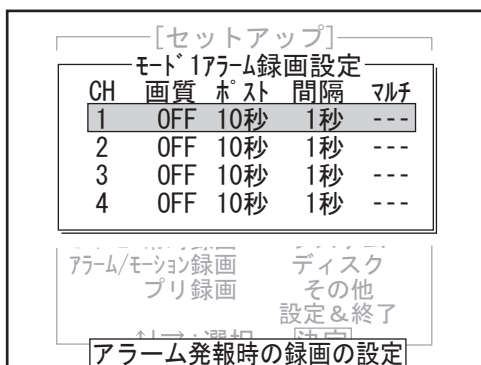 [セットアップ]
モード1アラーム録画設定
CH 画質 ポスト 間隔 マルチ
1 OFF 10秒 1秒 ---
2 OFF 10秒 1秒 ---
3 OFF 10秒 1秒 ---
4 OFF 10秒 1秒 ---
アラーム/モーション録画 ディスク
プリ録画 その他
設定&終了
アラーム発報時の録画の設定